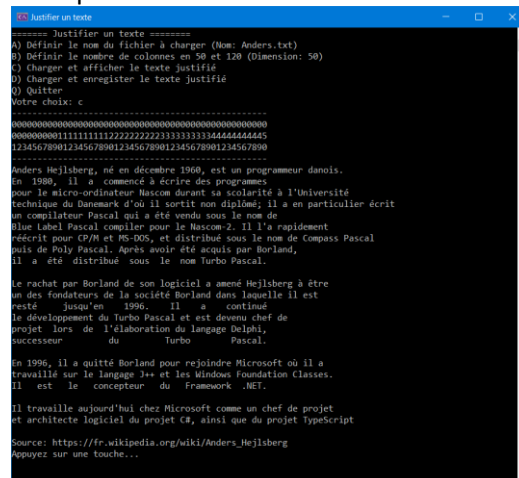 Justifier un texte
======= Justifier un texte ========
A) Définir le nom du fichier à charger (Nom: Anders.txt)
B) Définir le nombre de colonnes en 50 et 120 (Dimension: 50)
C) Charger et afficher le texte justifié
D) Charger et enregister le texte justifié
Q) Quitter
Votre choix: c
--------------------------------------------------
00000000000000000000000000000000000000000000000000
00000000011111111112222222222333333333344444444445
12345678901234567890123456789012345678901234567890
--------------------------------------------------
Anders Hejlsberg, né en décembre 1960, est un programmeur danois.
En 1980, il a commencé à écrire des programmes
pour le micro-ordinateur Nascom durant sa scolarité à l'Université
technique du Danemark d'où il sortit non diplômé; il a en particulier écrit
un compilateur Pascal qui a été vendu sous le nom de
Blue Label Pascal compiler pour le Nascom-2. Il l'a rapidement
réécrit pour CP/M et MS-DOS, et distribué sous le nom de Compass Pascal
puis de Poly Pascal. Après avoir été acquis par Borland,
il a été distribué sous le nom Turbo Pascal.
Le rachat par Borland de son logiciel a amené Hejlsberg à être
un des fondateurs de la société Borland dans laquelle il est
resté jusqu'en 1996. Il a continué
le développement du Turbo Pascal et est devenu chef de
projet lors de l'élaboration du langage Delphi,
successeur du Turbo Pascal.
En 1996, il a quitté Borland pour rejoindre Microsoft où il a
travaillé sur le langage J++ et les Windows Foundation Classes.
Il est le concepteur du Framework .NET.
Il travaille aujourd'hui chez Microsoft comme un chef de projet
et architecte logiciel du projet C#, ainsi que du projet TypeScript
Source: https://fr.wikipedia.org/wiki/Anders_Hejlsberg
Appuyez sur une touche...